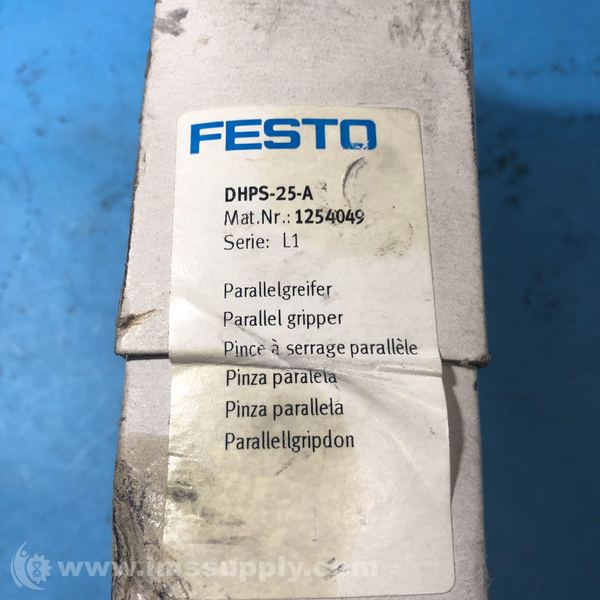 FESTO
DHPS-25-A
Mat.Nr.: 1254049
Serie: L1
Parallelgreifer
Parallel gripper
Pince à serrage parallèle
Pinza paralela
Pinza parallela
Parallellgripdon
www.imssupply.com